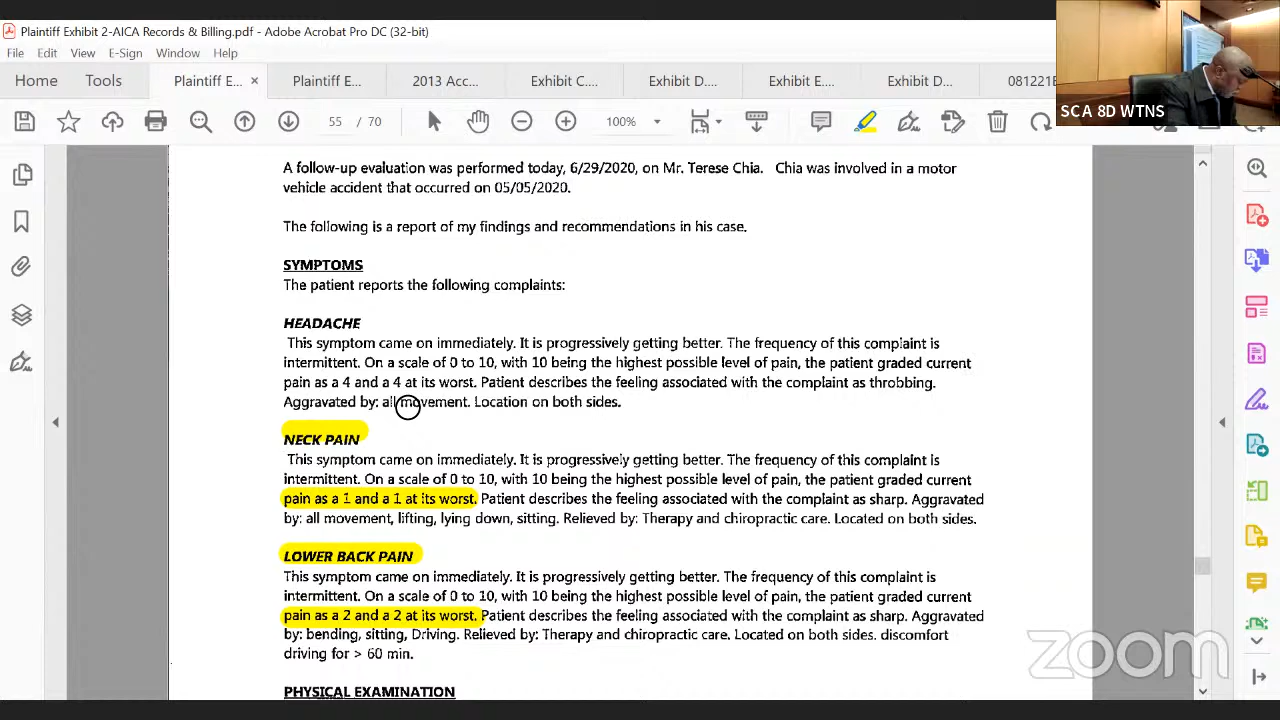 Plaintiff Exhibit 2-AICA Records & Billing.pdf - Adobe Acrobat Pro DC (32-bit)
File Edit View E-Sign Window Help
Home Tools Plaintiff E... × Plaintiff E... 2013 Acc... Exhibit C.... Exhibit D.... Exhibit E.... Exhibit D... 081221E
SCA 8D WTNS
55 / 70 100%
A follow-up evaluation was performed today, 6/29/2020, on Mr. Terese Chia. Chia was involved in a motor
vehicle accident that occurred on 05/05/2020.
The following is a report of my findings and recommendations in his case.
SYMPTOMS
The patient reports the following complaints:
HEADACHE
This symptom came on immediately. It is progressively getting better. The frequency of this complaint is
intermittent. On a scale of 0 to 10, with 10 being the highest possible level of pain, the patient graded current
pain as a 4 and a 4 at its worst. Patient describes the feeling associated with the complaint as throbbing.
Aggravated by: all movement. Location on both sides.
NECK PAIN
This symptom came on immediately. It is progressively getting better. The frequency of this complaint is
intermittent. On a scale of 0 to 10, with 10 being the highest possible level of pain, the patient graded current
pain as a 1 and a 1 at its worst. Patient describes the feeling associated with the complaint as sharp. Aggravated
by: all movement, lifting, lying down, sitting. Relieved by: Therapy and chiropractic care. Located on both sides.
LOWER BACK PAIN
This symptom came on immediately. It is progressively getting better. The frequency of this complaint is
intermittent. On a scale of 0 to 10, with 10 being the highest possible level of pain, the patient graded current
pain as a 2 and a 2 at its worst. Patient describes the feeling associated with the complaint as sharp. Aggravated
by: bending, sitting, Driving. Relieved by: Therapy and chiropractic care. Located on both sides. discomfort
driving for > 60 min.
PHYSICAL EXAMINATION
zoom